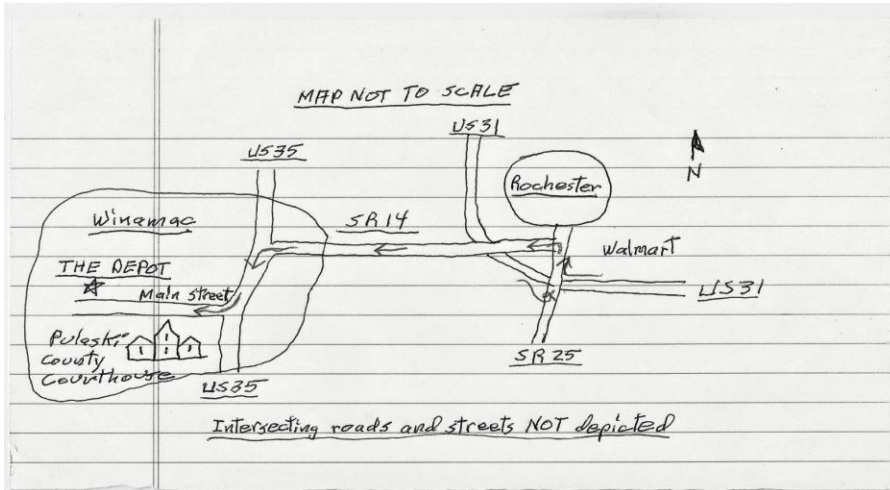 MAP NOT TO SCALE
US31
US35
N
Rochester
Winamac
SR14
Walmart
THE DEPOT
Main street
US31
Pulaski
County
Courthouse
SR25
US35
Intersecting roads and streets NOT depicted